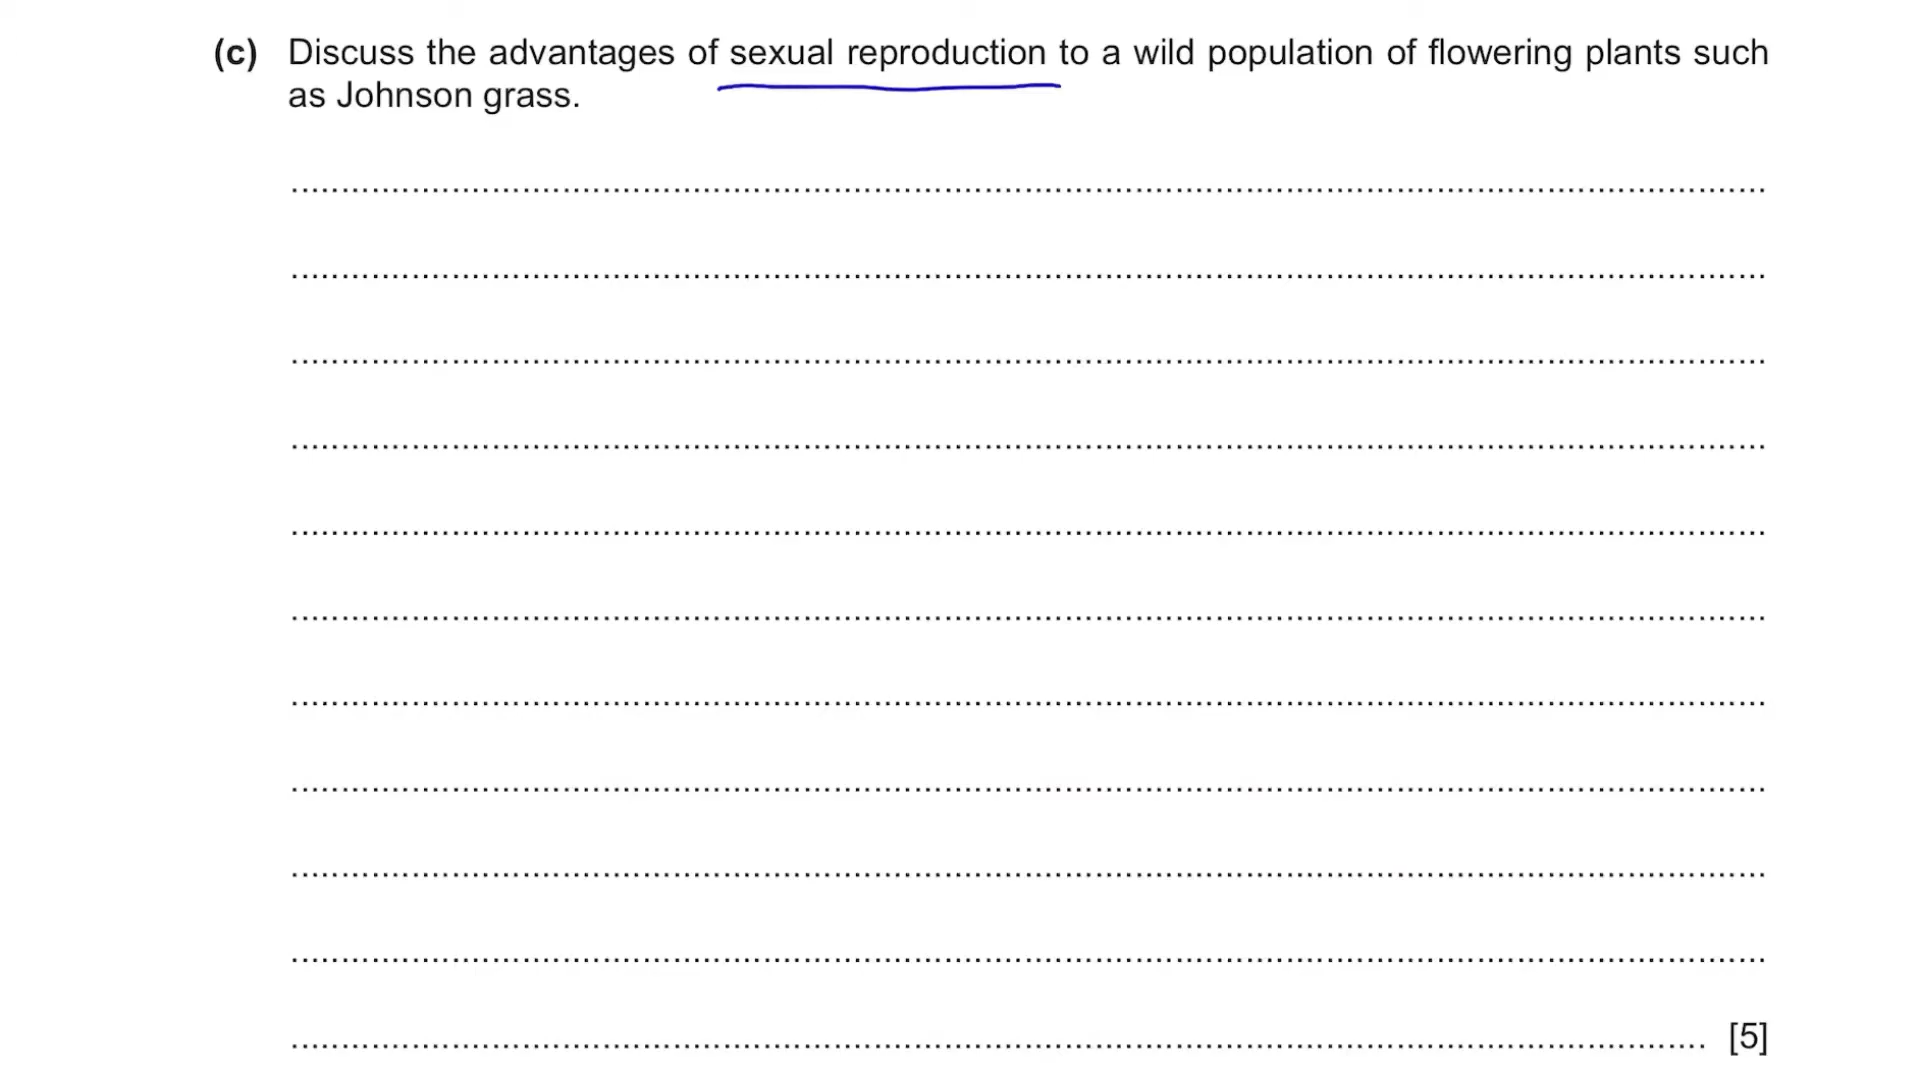 (c) Discuss the advantages of sexual reproduction to a wild population of flowering plants such
as Johnson grass.
[5]